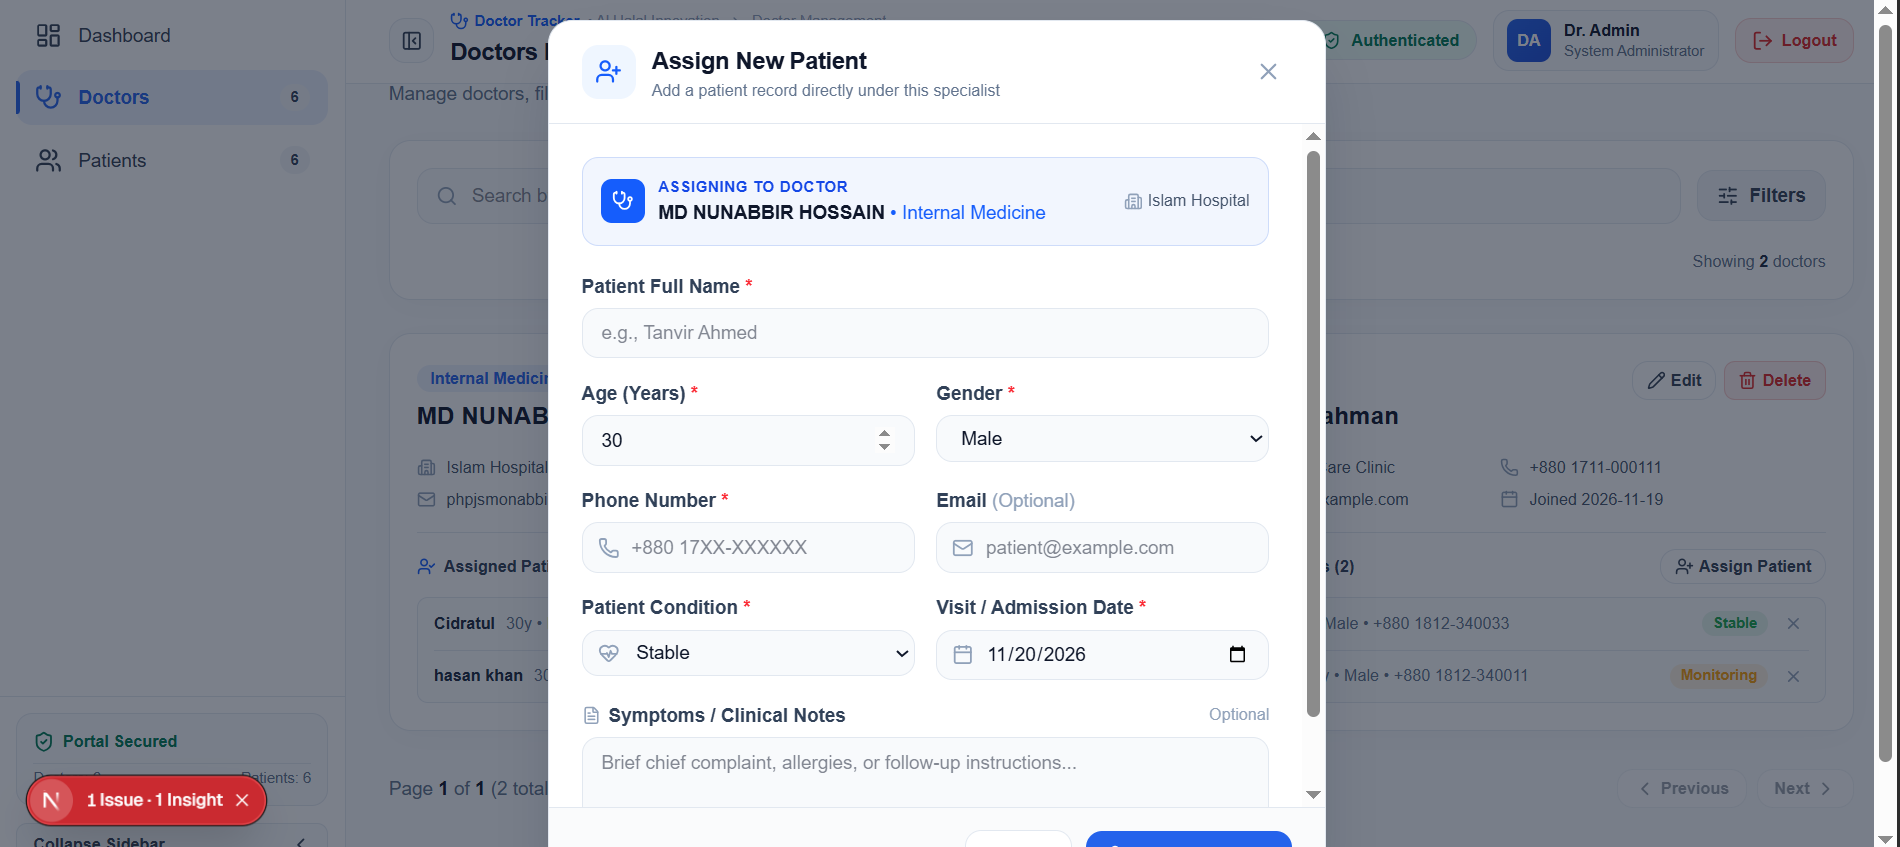 Dashboard
Doctors 6
Patients 6
Portal Secured
Patients: 6
1 Issue · 1 Insight
Collapse Sidebar
Doctor Tracker
Doctors
Authenticated
DA
Dr. Admin
System Administrator
Logout
Manage doctors,
Search
Filters
Showing 2 doctors
Assign New Patient
Add a patient record directly under this specialist
ASSIGNING TO DOCTOR
MD NUNABBIR HOSSAIN • Internal Medicine
Islam Hospital
Patient Full Name *
e.g., Tanvir Ahmed
Age (Years) * Gender *
30 Male
Phone Number * Email (Optional)
+880 17XX-XXXXXX patient@example.com
Patient Condition * Visit / Admission Date *
Stable 11/20/2026
Symptoms / Clinical Notes Optional
Brief chief complaint, allergies, or follow-up instructions...
Internal Medicin
MD NUNAB
Islam Hospital
phpjsmonabbi
Assigned Pati
Cidratul 30y •
hasan khan 30
Edit Delete
ahman
are Clinic +880 1711-000111
xample.com Joined 2026-11-19
s (2) Assign Patient
Male • +880 1812-340033 Stable
• Male • +880 1812-340011 Monitoring
Page 1 of 1 (2 total
Previous Next